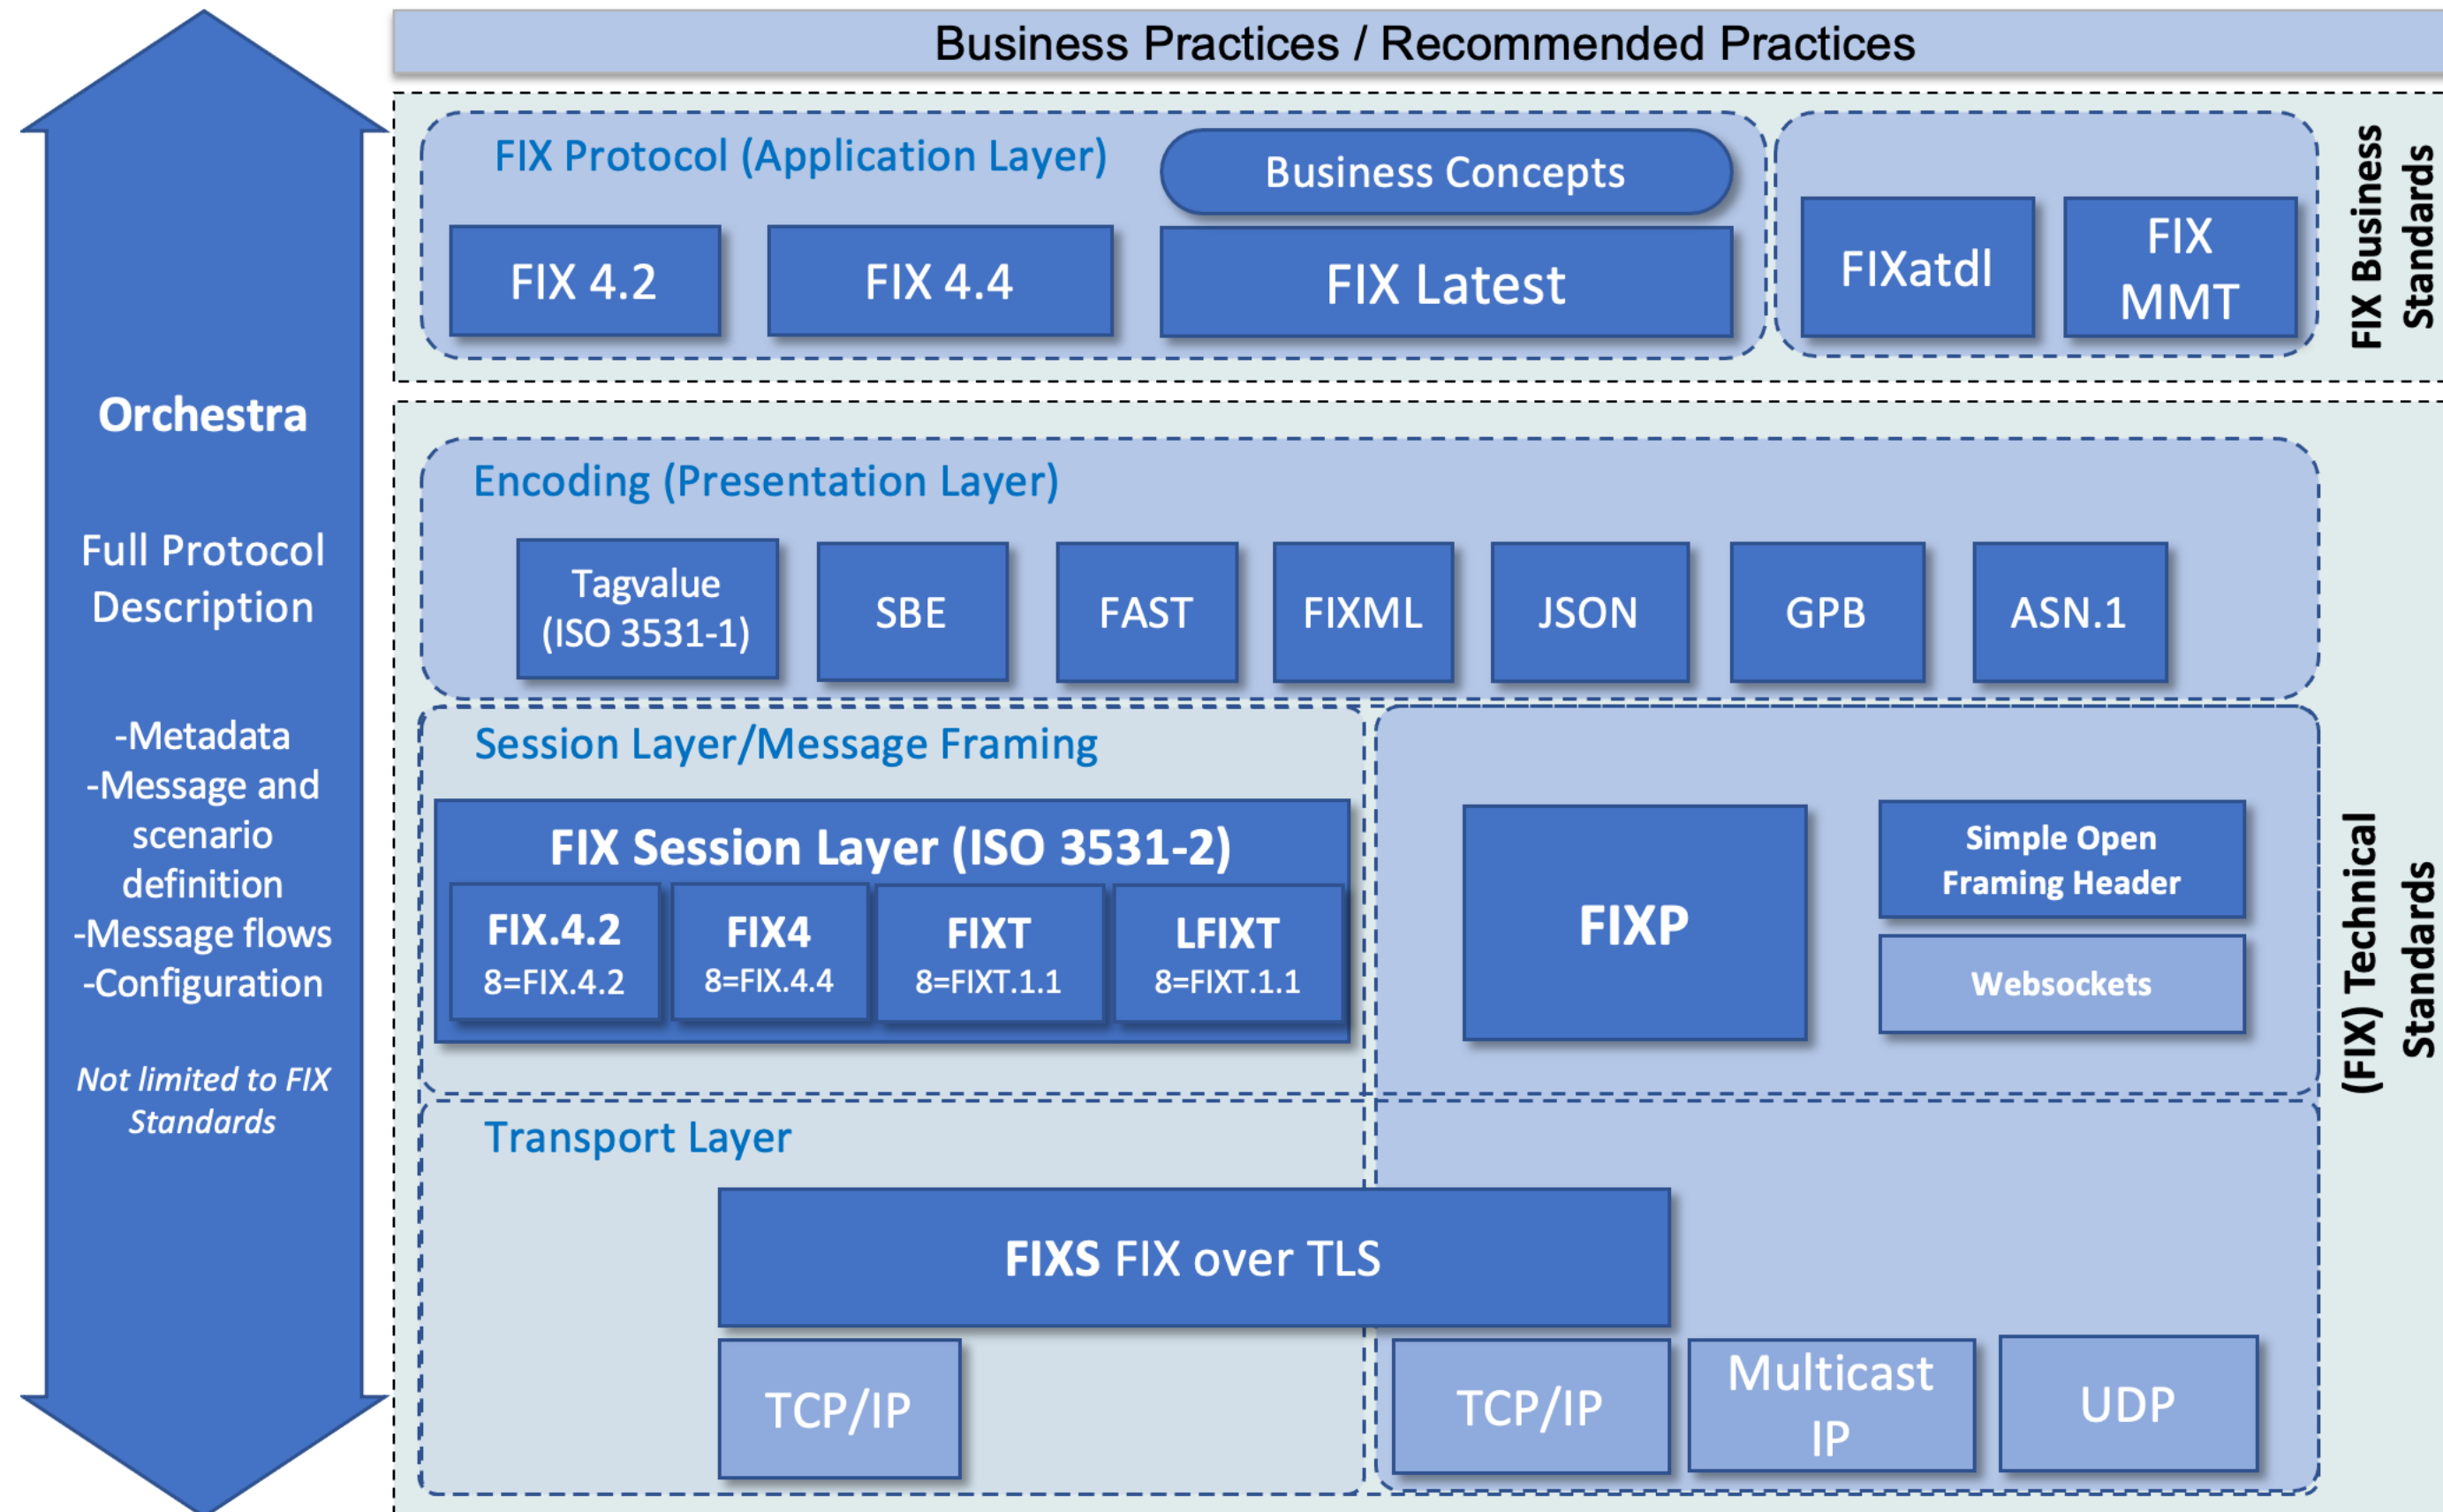 Business Practices / Recommended Practices
Orchestra
Full Protocol
Description
-Metadata
-Message and
scenario
definition
-Message flows
-Configuration
Not limited to FIX
Standards
FIX Protocol (Application Layer)
Business Concepts
FIX 4.2
FIX 4.4
FIX Latest
FIXatdl
FIX
MMT
FIX Business
Standards
Encoding (Presentation Layer)
Tagvalue
(ISO 3531-1)
SBE
FAST
FIXML
JSON
GPB
ASN.1
Session Layer/Message Framing
FIX Session Layer (ISO 3531-2)
FIX.4.2
8=FIX.4.2
FIX4
8=FIX.4.4
FIXT
8=FIXT.1.1
LFIXT
8=FIXT.1.1
FIXP
Simple Open
Framing Header
Websockets
(FIX) Technical
Standards
Transport Layer
FIXS FIX over TLS
TCP/IP
TCP/IP
Multicast
IP
UDP